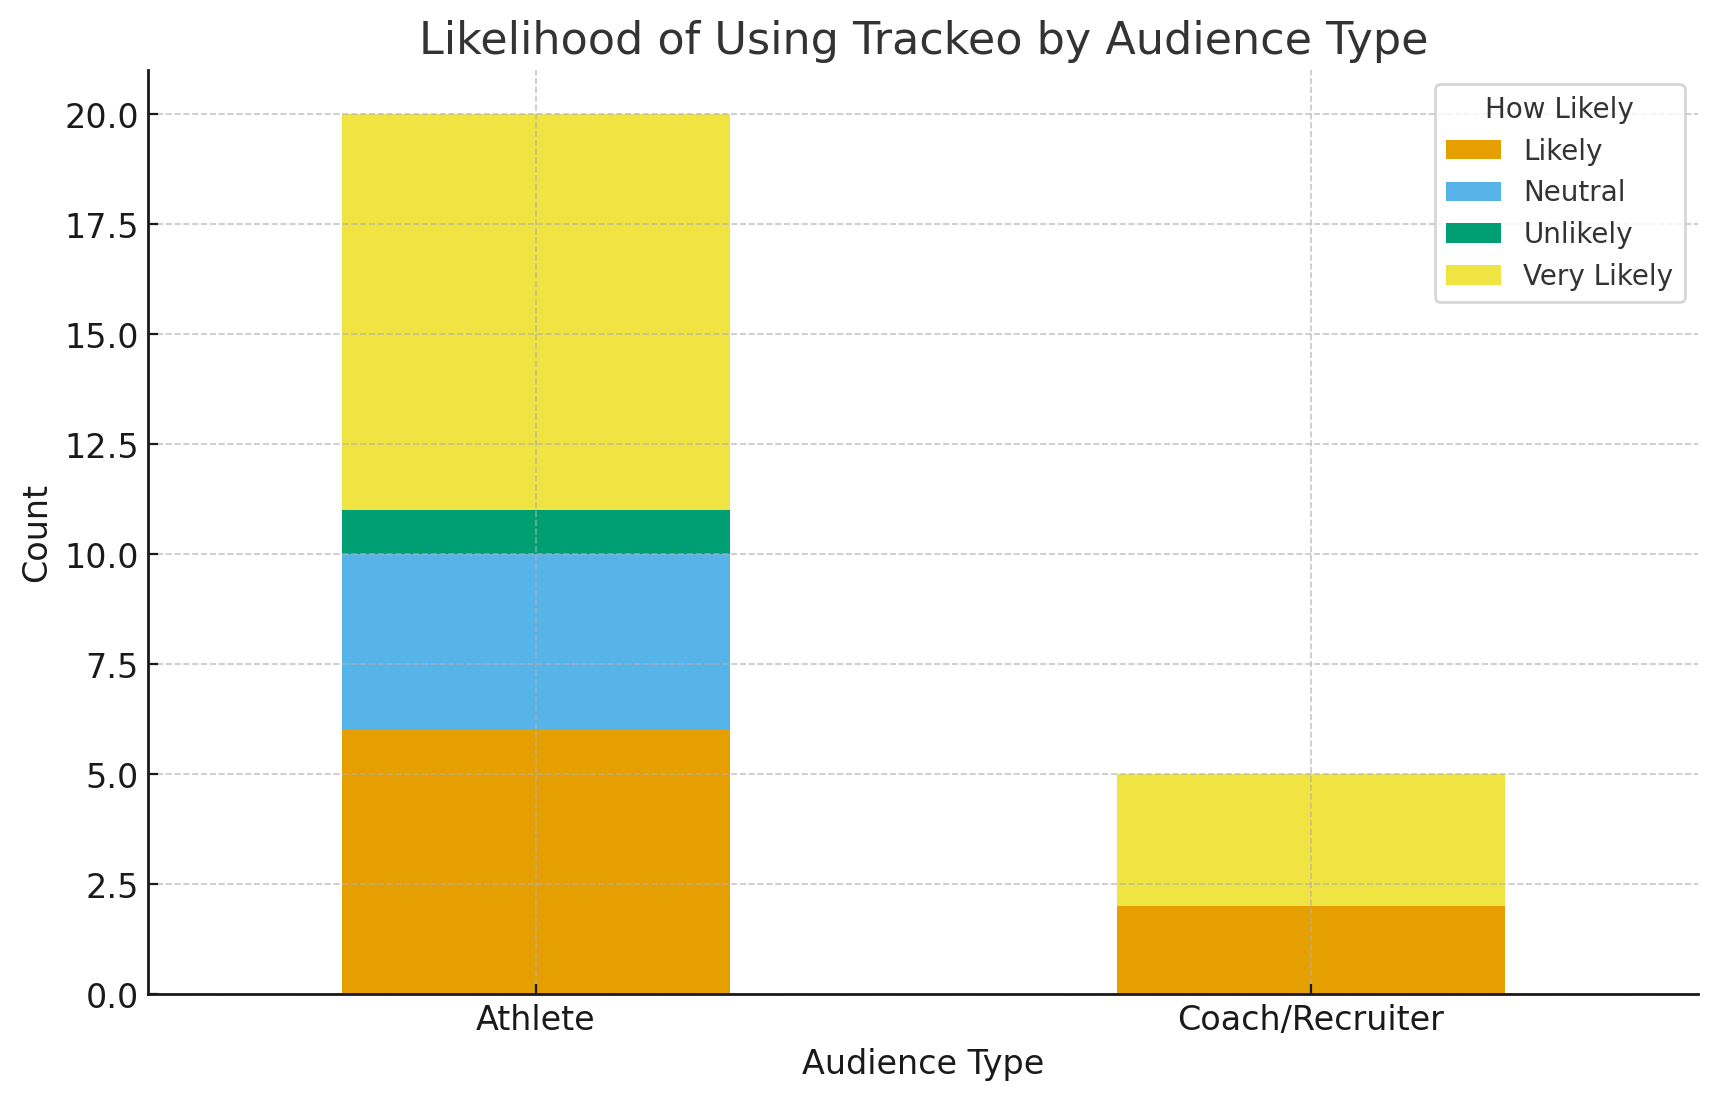 Likelihood of Using Trackeo by Audience Type
How Likely
Likely
Neutral
Unlikely
Very Likely
20.0
17.5
15.0
12.5
10.0
7.5
5.0
2.5
0.0
Count
Athlete
Coach/Recruiter
Audience Type